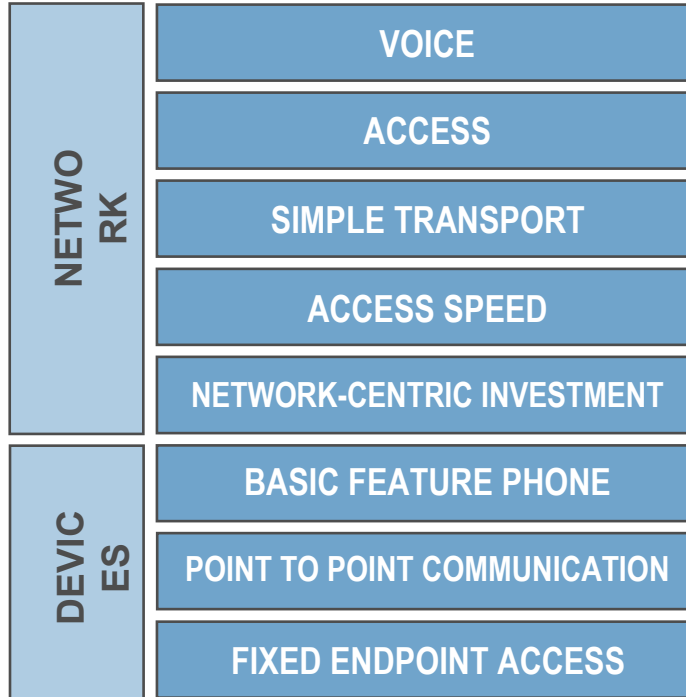 NETWO
RK
VOICE
ACCESS
SIMPLE TRANSPORT
ACCESS SPEED
NETWORK-CENTRIC INVESTMENT
DEVIC
ES
BASIC FEATURE PHONE
POINT TO POINT COMMUNICATION
FIXED ENDPOINT ACCESS